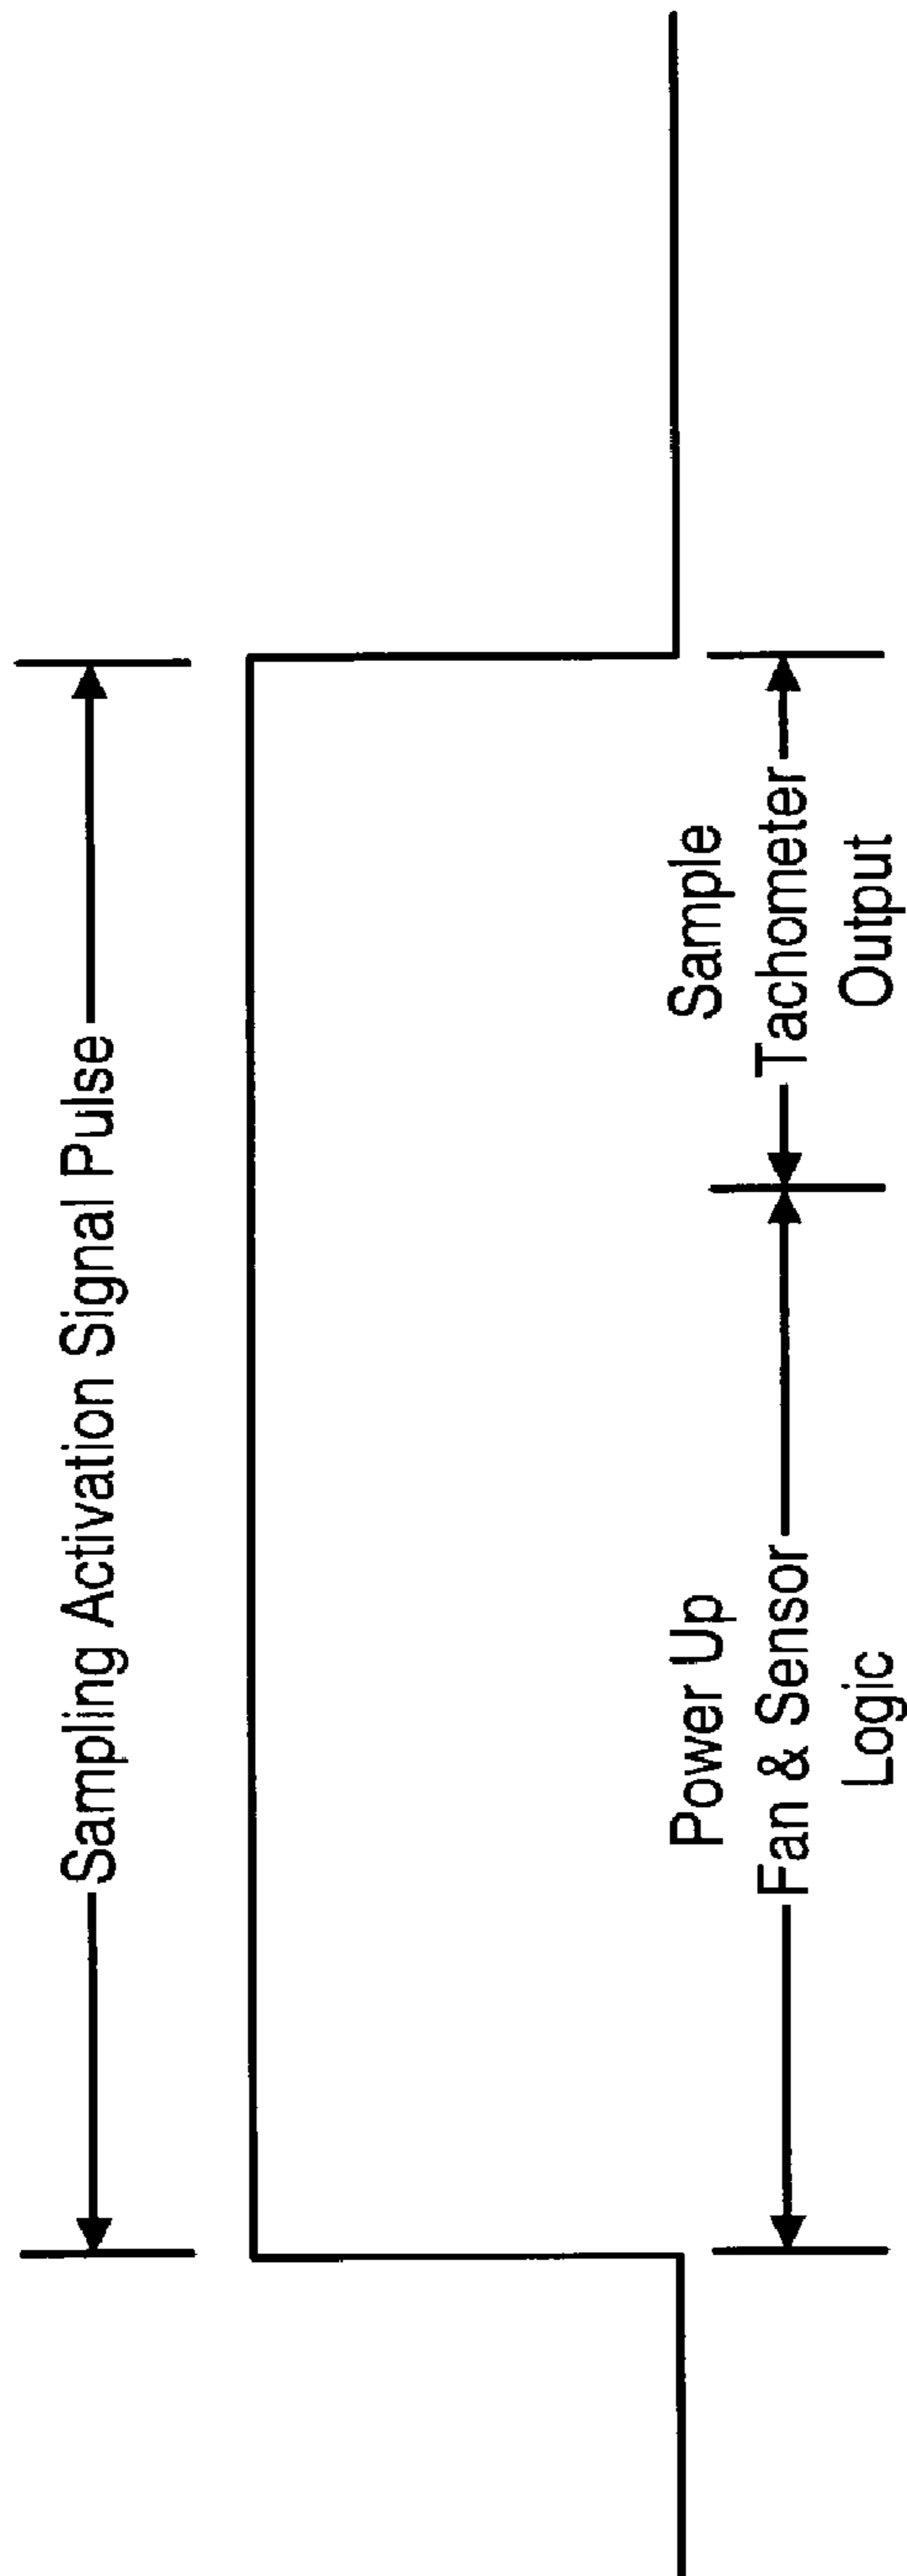 Sampling Activation Signal Pulse
Power Up
Fan & Sensor
Logic
Sample
Tachometer
Output